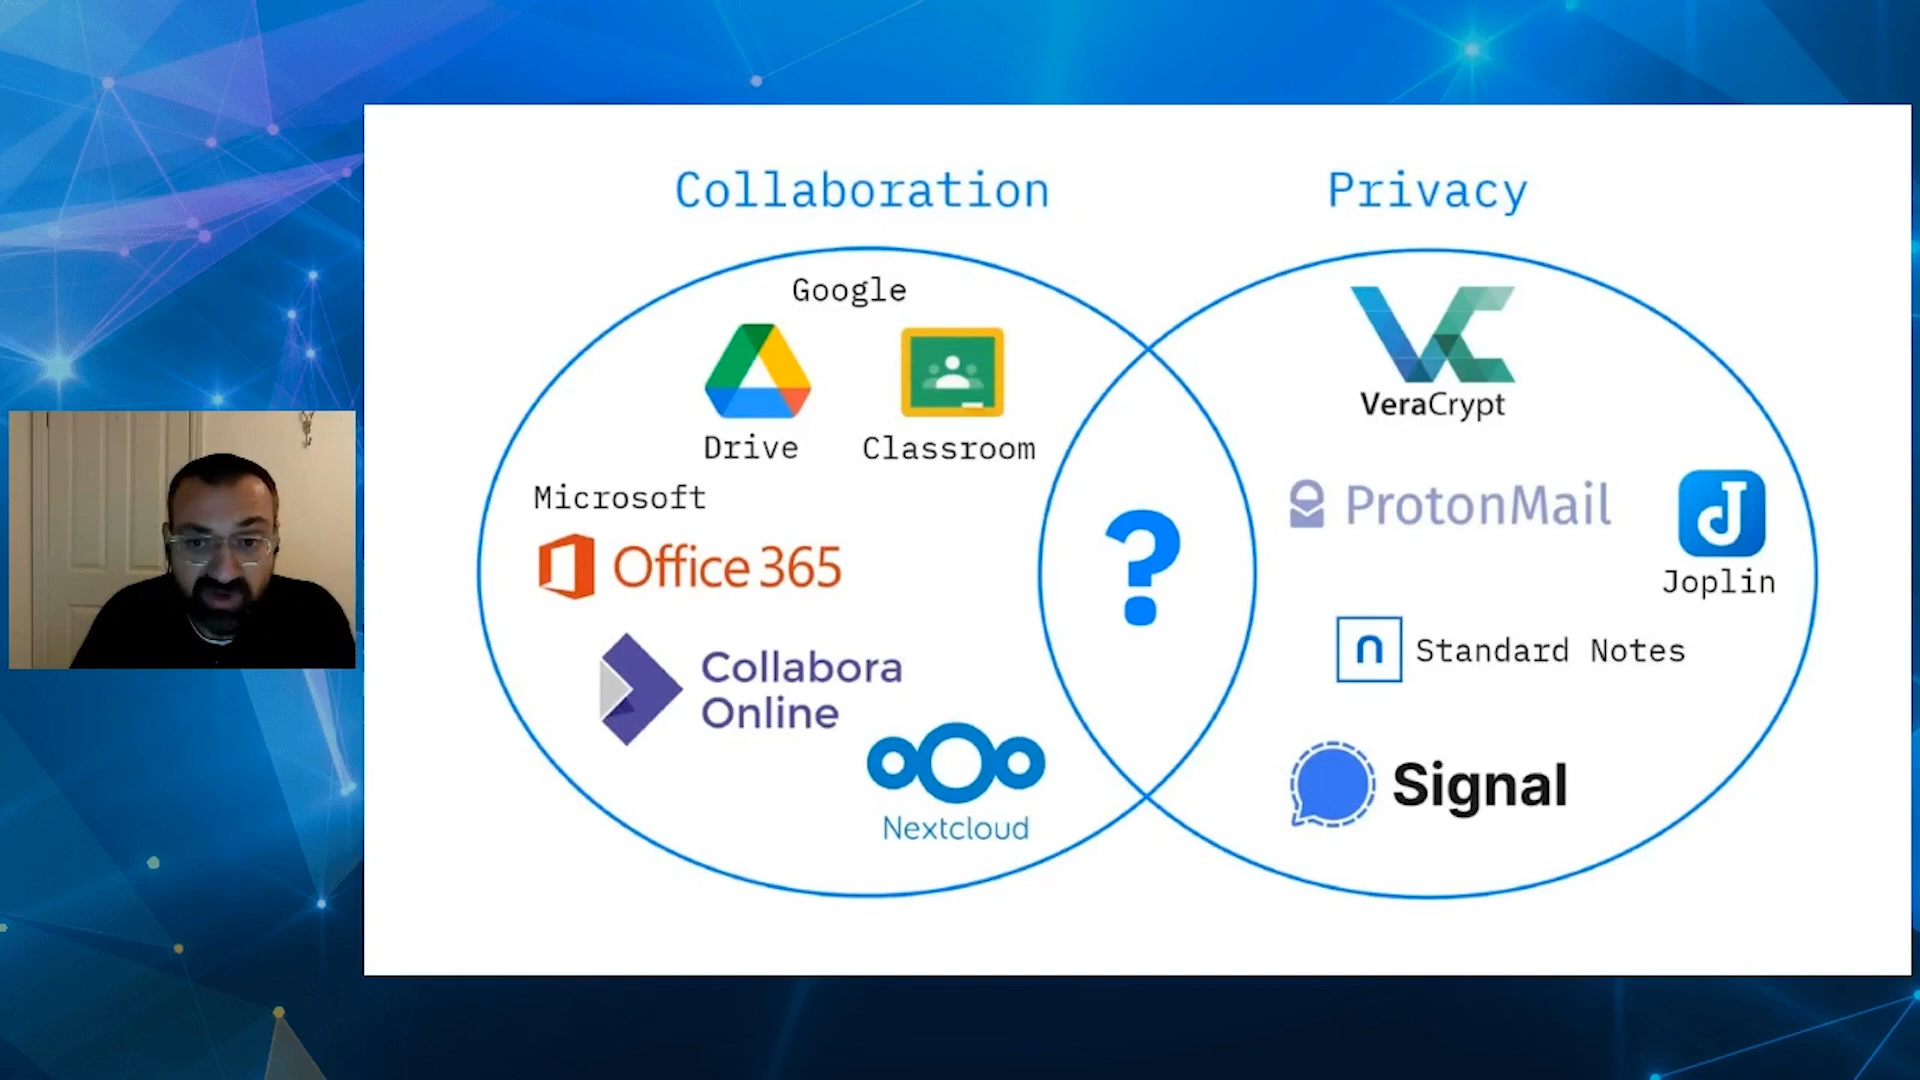 Collaboration
Privacy
Google
Drive
Classroom
Microsoft
Office 365
Collabora
Online
Nextcloud
?
VeraCrypt
ProtonMail
Joplin
n Standard Notes
Signal